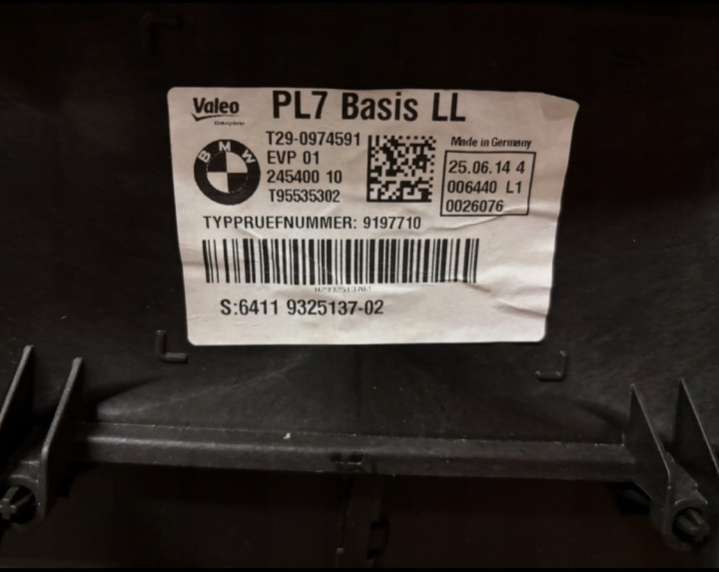 Valeo
PL7 Basis LL
BMW
T29-0974591
EVP 01
245400 10
T95535302
Made in Germany
25.06.14 4
006440 L1
0026076
TYPPRUEFNUMMER: 9197710
S:6411 9325137-02